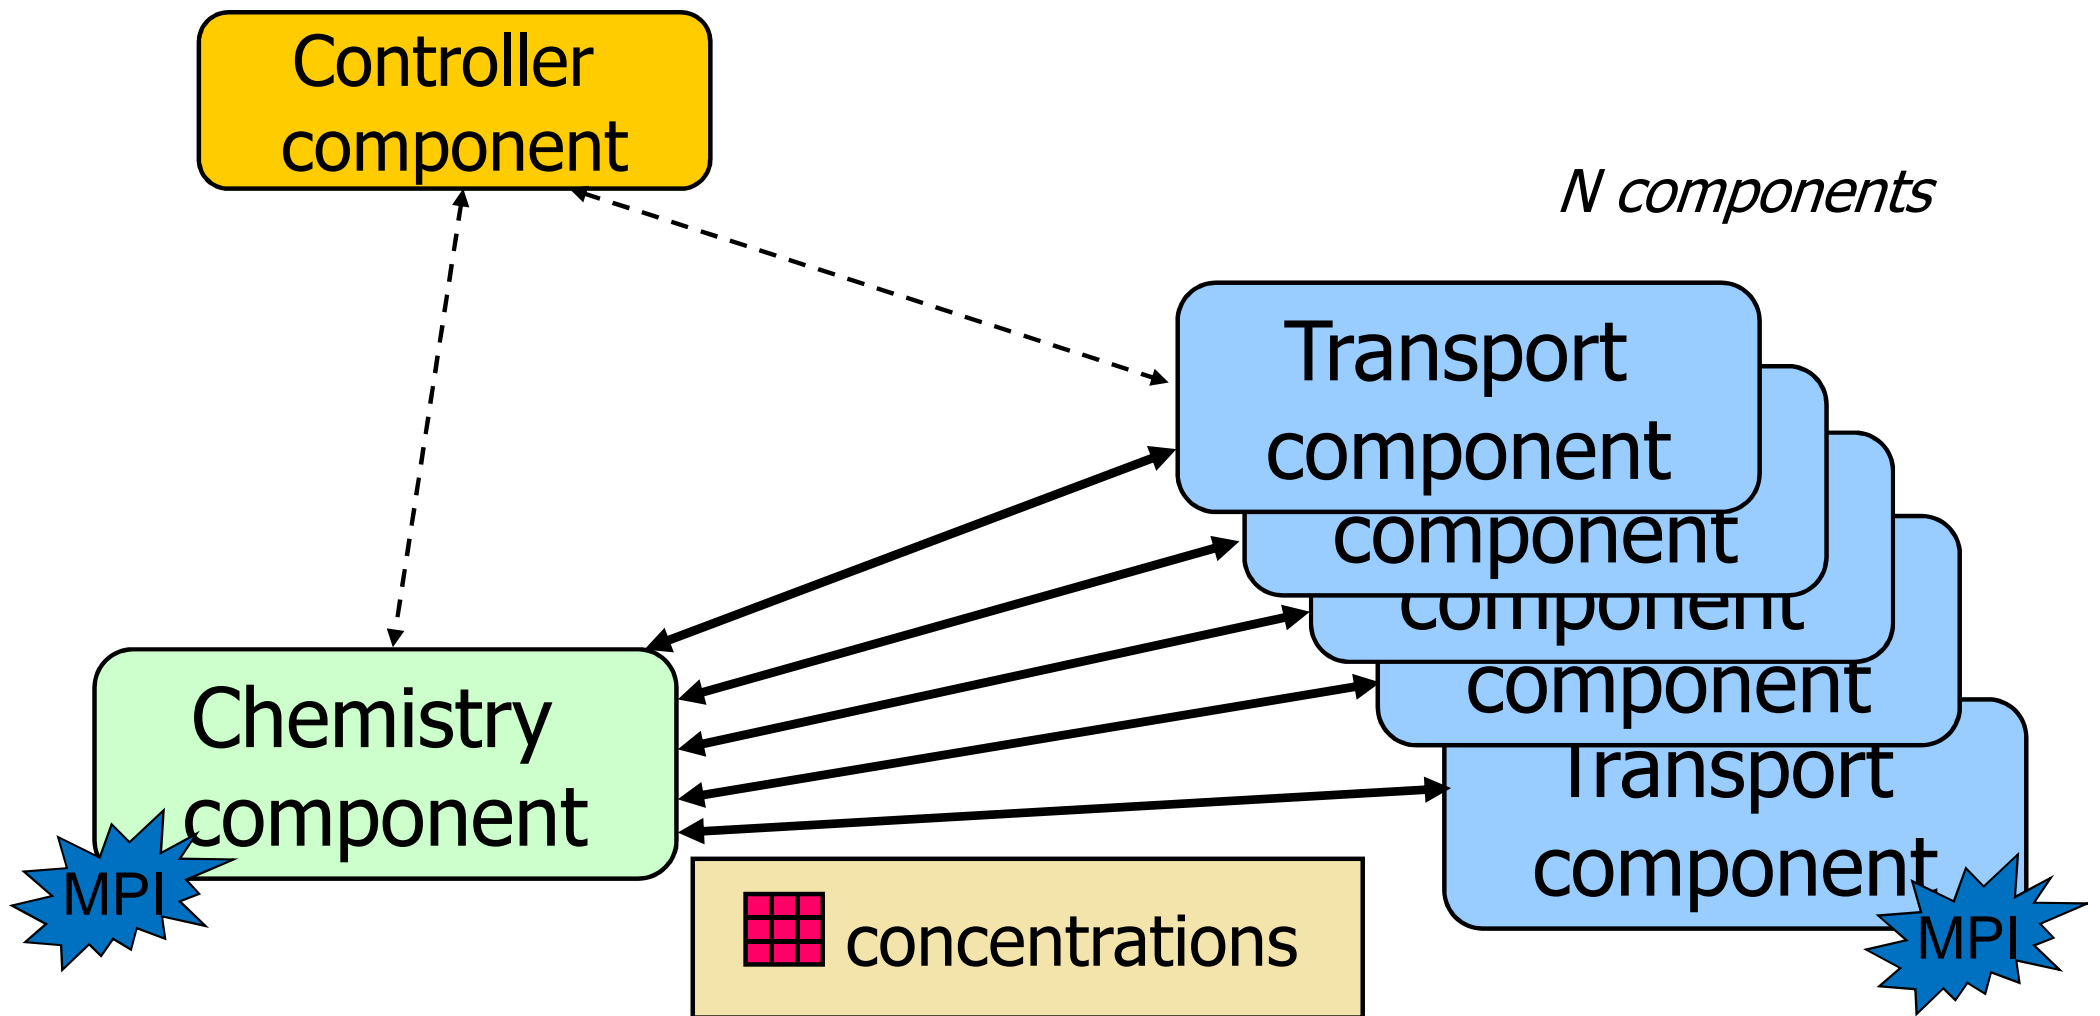 Controller
component
N components
Transport
component
component
component
component
Transport
component
Chemistry
component
MPI
MPI
concentrations